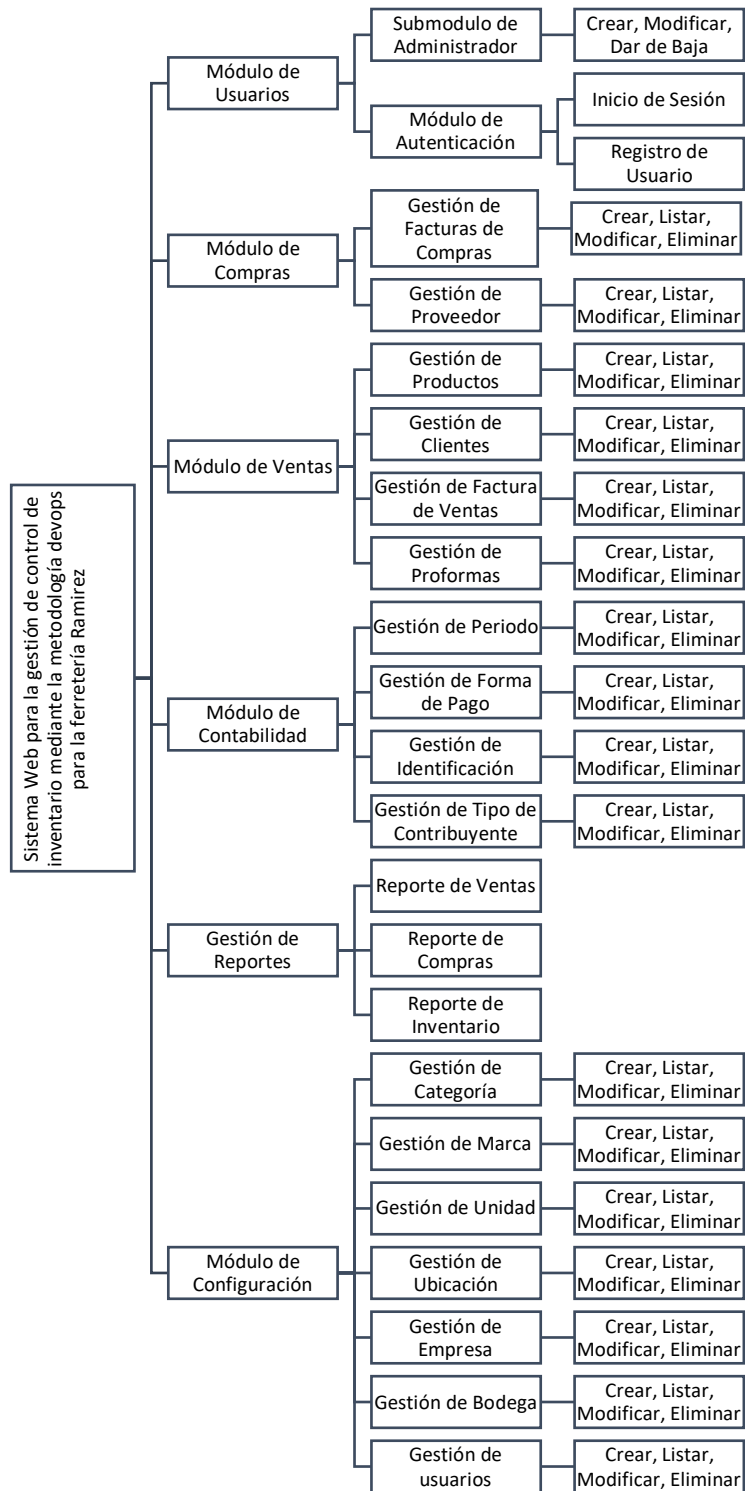 Sistema Web para la gestión de control de
inventario mediante la metodología devops
para la ferretería Ramirez
Módulo de
Usuarios
Submodulo de
Administrador
Crear, Modificar,
Dar de Baja
Módulo de
Autenticación
Inicio de Sesión
Registro de
Usuario
Módulo de
Compras
Gestión de
Facturas de
Compras
Crear, Listar,
Modificar, Eliminar
Gestión de
Proveedor
Crear, Listar,
Modificar, Eliminar
Módulo de Ventas
Gestión de
Productos
Crear, Listar,
Modificar, Eliminar
Gestión de
Clientes
Crear, Listar,
Modificar, Eliminar
Gestión de Factura
de Ventas
Crear, Listar,
Modificar, Eliminar
Gestión de
Proformas
Crear, Listar,
Modificar, Eliminar
Módulo de
Contabilidad
Gestión de Periodo
Crear, Listar,
Modificar, Eliminar
Gestión de Forma
de Pago
Crear, Listar,
Modificar, Eliminar
Gestión de
Identificación
Crear, Listar,
Modificar, Eliminar
Gestión de Tipo de
Contribuyente
Crear, Listar,
Modificar, Eliminar
Gestión de
Reportes
Reporte de Ventas
Reporte de
Compras
Reporte de
Inventario
Módulo de
Configuración
Gestión de
Categoría
Crear, Listar,
Modificar, Eliminar
Gestión de Marca
Crear, Listar,
Modificar, Eliminar
Gestión de Unidad
Crear, Listar,
Modificar, Eliminar
Gestión de
Ubicación
Crear, Listar,
Modificar, Eliminar
Gestión de
Empresa
Crear, Listar,
Modificar, Eliminar
Gestión de Bodega
Crear, Listar,
Modificar, Eliminar
Gestión de
usuarios
Crear, Listar,
Modificar, Eliminar